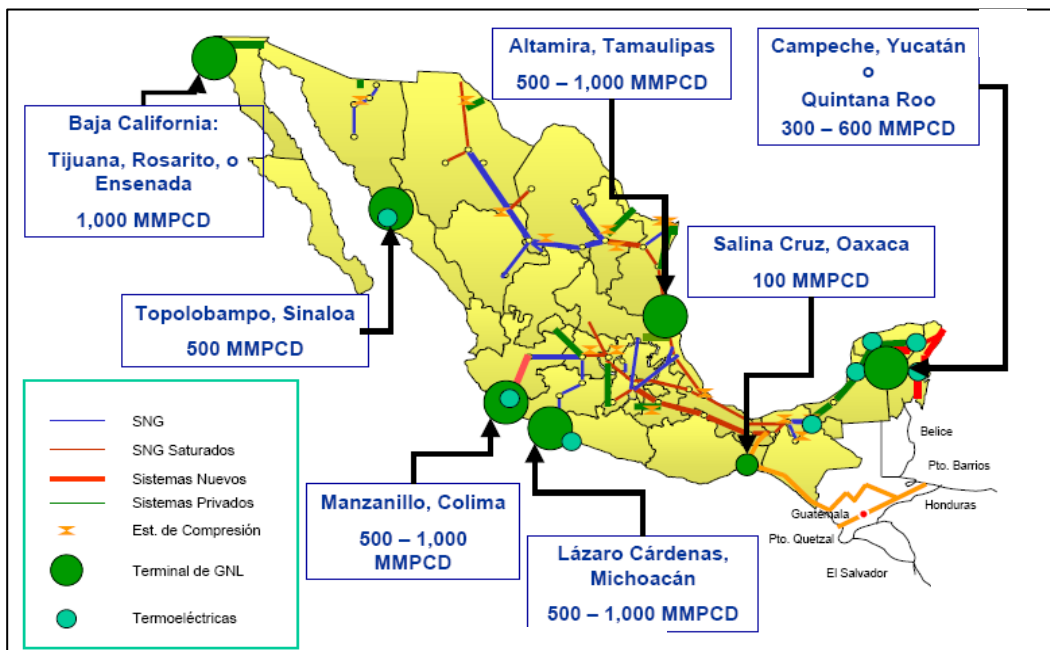 Altamira, Tamaulipas
500 – 1,000 MMPCD
Campeche, Yucatán
o
Quintana Roo
300 – 600 MMPCD
Baja California:
Tijuana, Rosarito, o
Ensenada
1,000 MMPCD
Salina Cruz, Oaxaca
100 MMPCD
Topolobampo, Sinaloa
500 MMPCD
SNG
SNG Saturados
Sistemas Nuevos
Sistemas Privados
Est. de Compresión
Terminal de GNL
Termoeléctricas
Manzanillo, Colima
500 – 1,000
MMPCD
Lázaro Cárdenas,
Michoacán
500 – 1,000 MMPCD
Belice
Pto. Barrios
Honduras
Guatemala
Pto. Quetzal
El Salvador